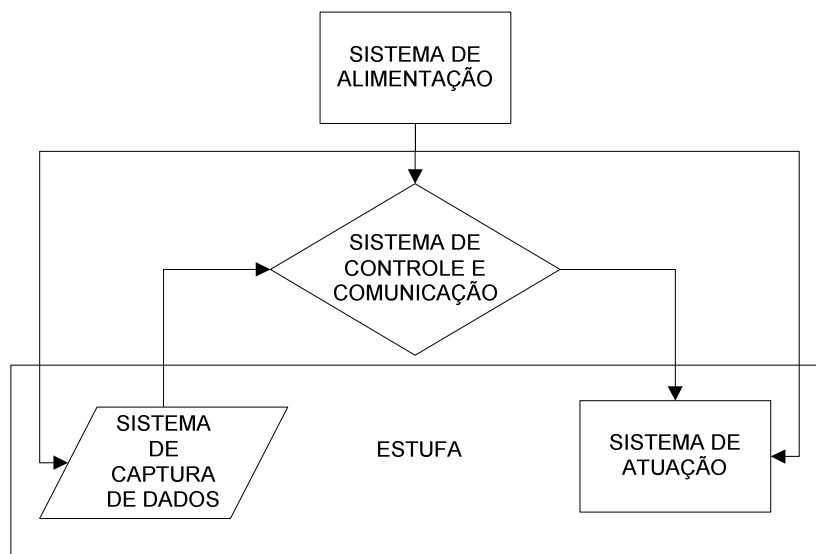 SISTEMA DE
ALIMENTAÇÃO
SISTEMA DE
CONTROLE E
COMUNICAÇÃO
SISTEMA
DE
CAPTURA
DE DADOS
ESTUFA
SISTEMA DE
ATUAÇÃO